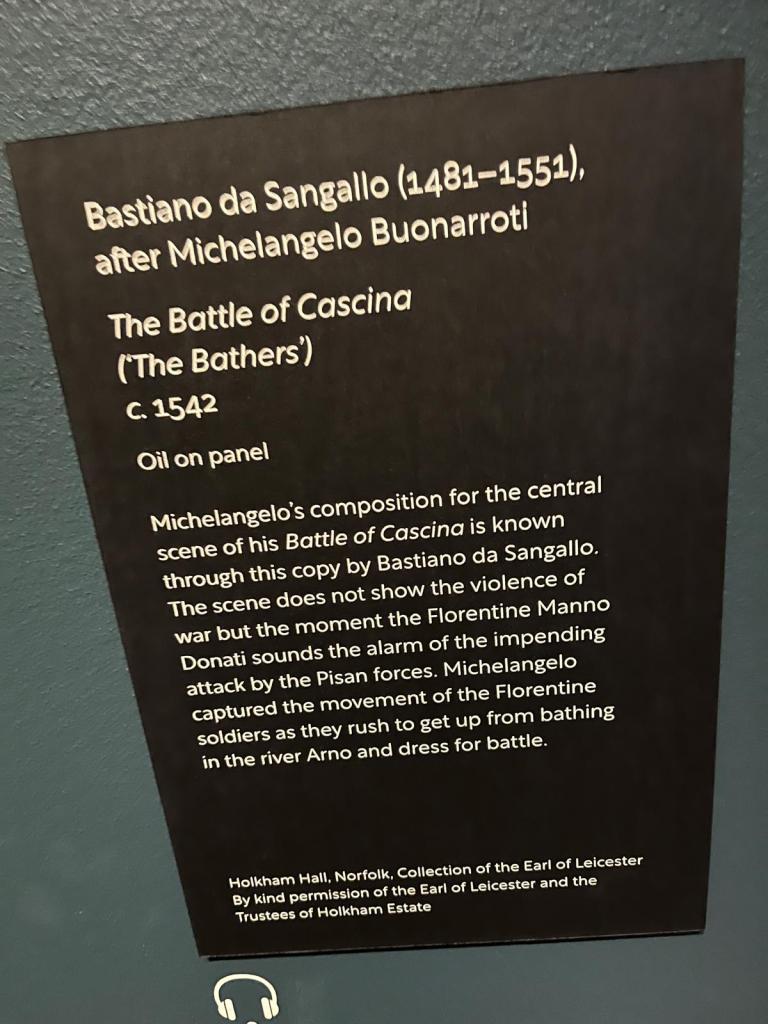 Bastiano da Sangallo (1481–1551),
after Michelangelo Buonarroti
The Battle of Cascina
(‘The Bathers’)
c. 1542
Oil on panel
Michelangelo’s composition for the central
scene of his Battle of Cascina is known
through this copy by Bastiano da Sangallo.
The scene does not show the violence of
war but the moment the Florentine Manno
Donati sounds the alarm of the impending
attack by the Pisan forces. Michelangelo
captured the movement of the Florentine
soldiers as they rush to get up from bathing
in the river Arno and dress for battle.
Holkham Hall, Norfolk, Collection of the Earl of Leicester
By kind permission of the Earl of Leicester and the
Trustees of Holkham Estate